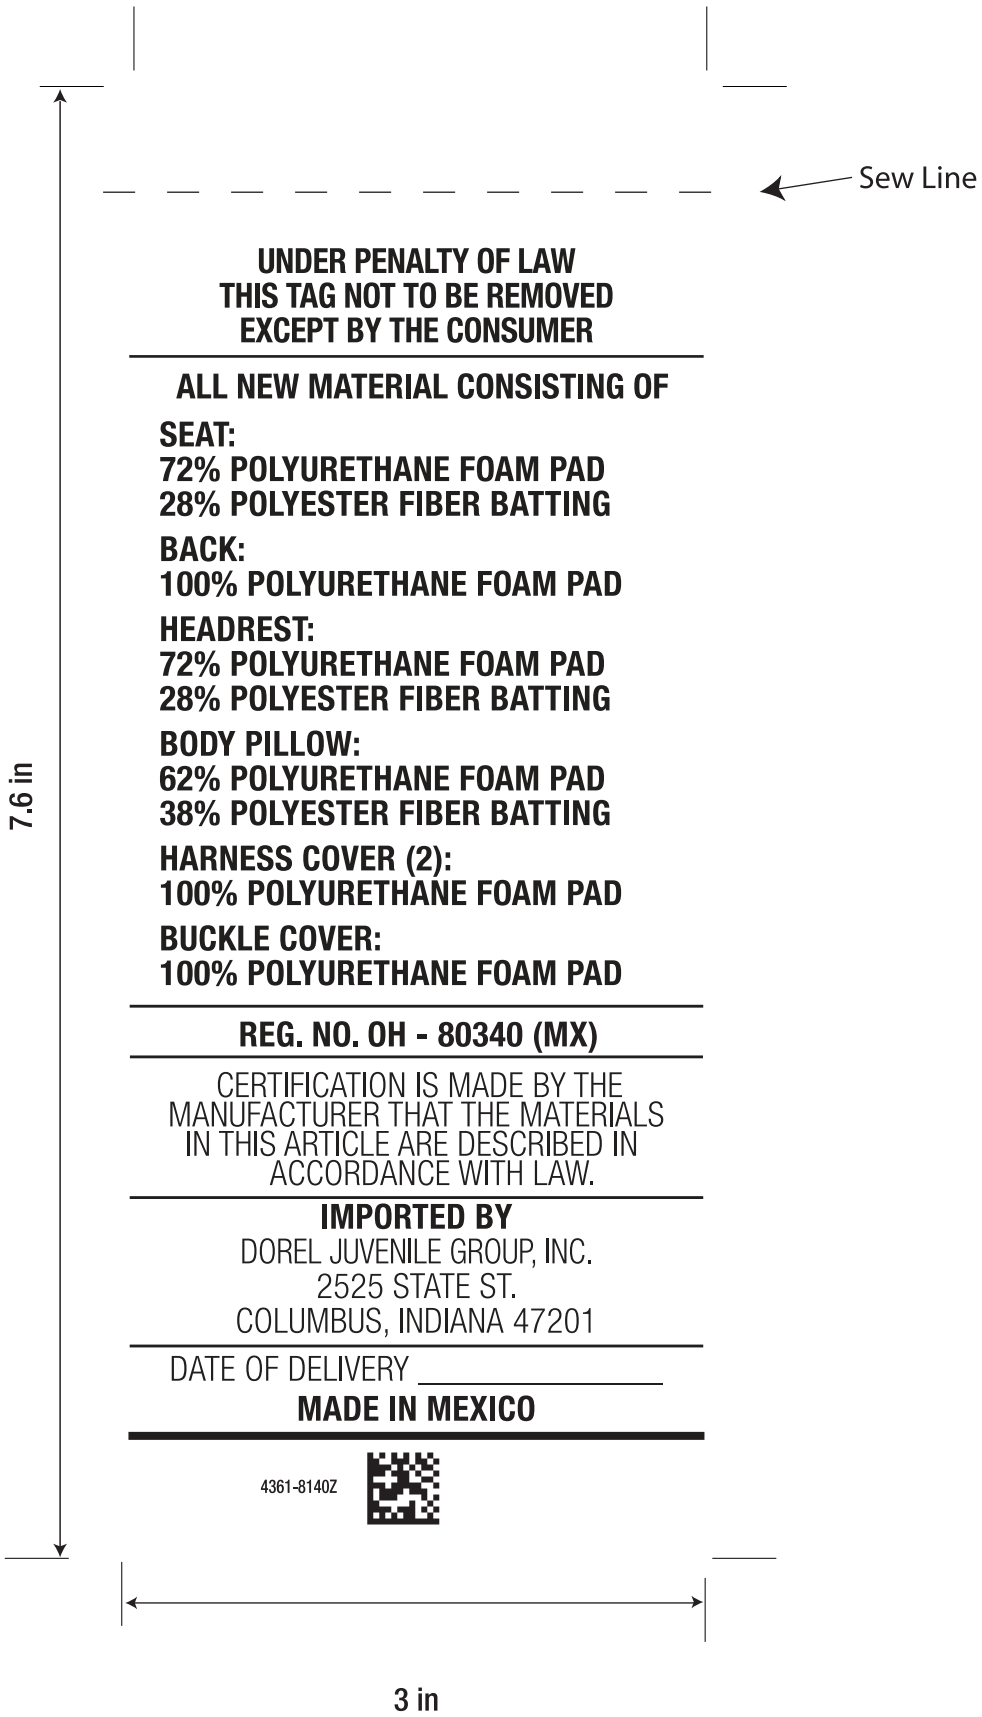 Sew Line
UNDER PENALTY OF LAW
THIS TAG NOT TO BE REMOVED
EXCEPT BY THE CONSUMER
ALL NEW MATERIAL CONSISTING OF
SEAT:
72% POLYURETHANE FOAM PAD
28% POLYESTER FIBER BATTING
BACK:
100% POLYURETHANE FOAM PAD
HEADREST:
72% POLYURETHANE FOAM PAD
28% POLYESTER FIBER BATTING
BODY PILLOW:
62% POLYURETHANE FOAM PAD
38% POLYESTER FIBER BATTING
HARNESS COVER (2):
100% POLYURETHANE FOAM PAD
BUCKLE COVER:
100% POLYURETHANE FOAM PAD
REG. NO. OH - 80340 (MX)
CERTIFICATION IS MADE BY THE
MANUFACTURER THAT THE MATERIALS
IN THIS ARTICLE ARE DESCRIBED IN
ACCORDANCE WITH LAW.
IMPORTED BY
DOREL JUVENILE GROUP, INC.
2525 STATE ST.
COLUMBUS, INDIANA 47201
DATE OF DELIVERY
MADE IN MEXICO
4361-8140Z
7.6 in
3 in